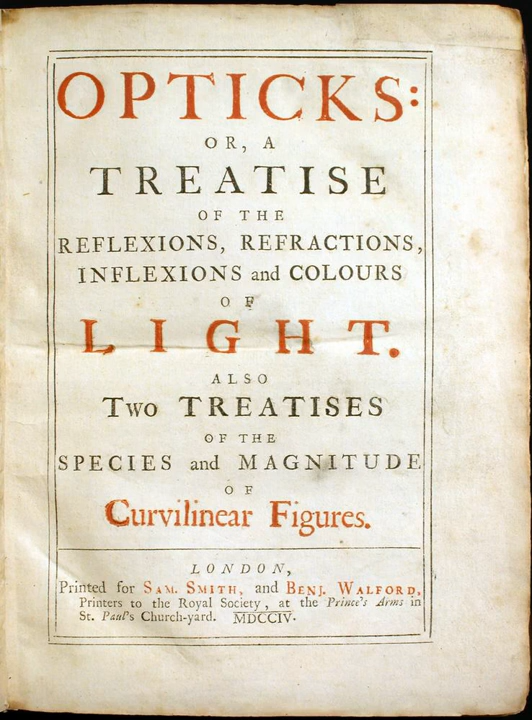 OPTICKS:
OR, A
TREATISE
OF THE
REFLEXIONS, REFRACTIONS,
INFLEXIONS and COLOURS
OF
LIGHT.
ALSO
Two TREATISES
OF THE
SPECIES and MAGNITUDE
OF
Curvilinear Figures.
LONDON,
Printed for SAM. SMITH, and BENJ. WALFORD,
Printers to the Royal Society, at the Prince's Arms in
St. Paul's Church-yard. MDCCIV.